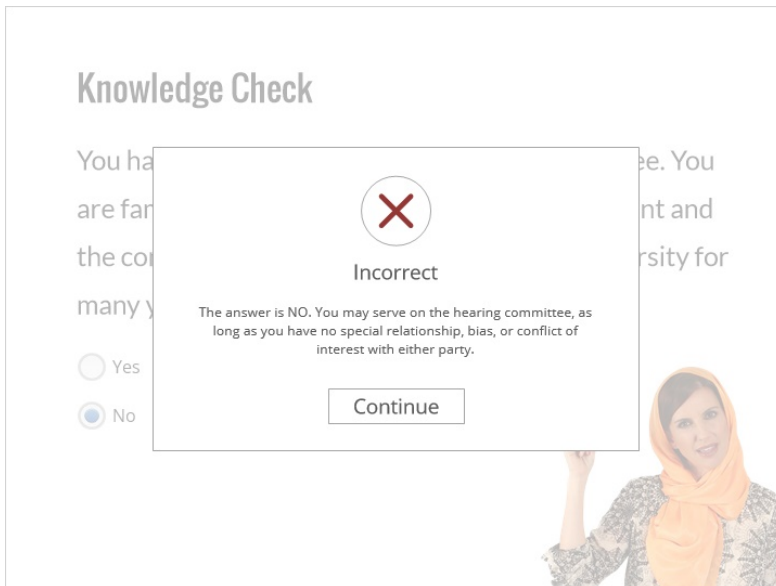 Knowledge Check
You ha ee. You
are far nt and
the co rsity for
many
Incorrect
The answer is NO. You may serve on the hearing committee, as
long as you have no special relationship, bias, or conflict of
interest with either party.
Continue
Yes
No